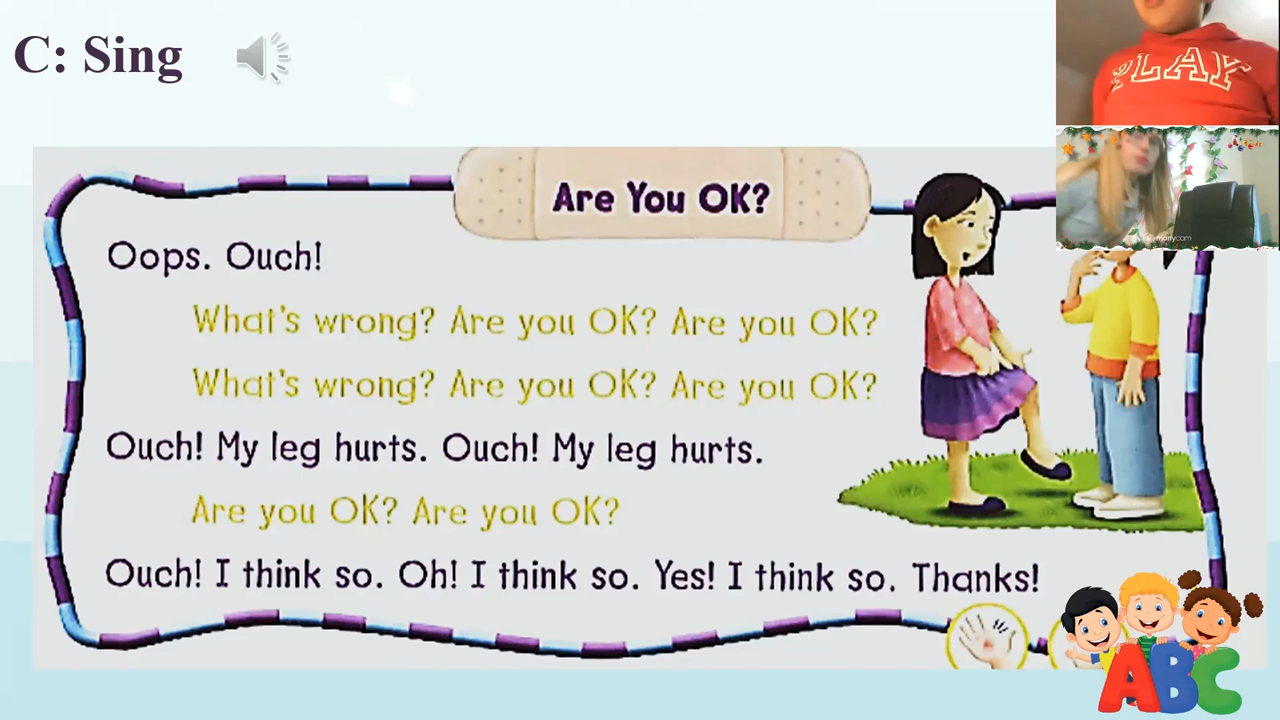 C: Sing
PLAY
Are You OK?
Oops. Ouch!
What's wrong? Are you OK? Are you OK?
What's wrong? Are you OK? Are you OK?
Ouch! My leg hurts. Ouch! My leg hurts.
Are you OK? Are you OK?
Ouch! I think so. Oh! I think so. Yes! I think so. Thanks!
ABC